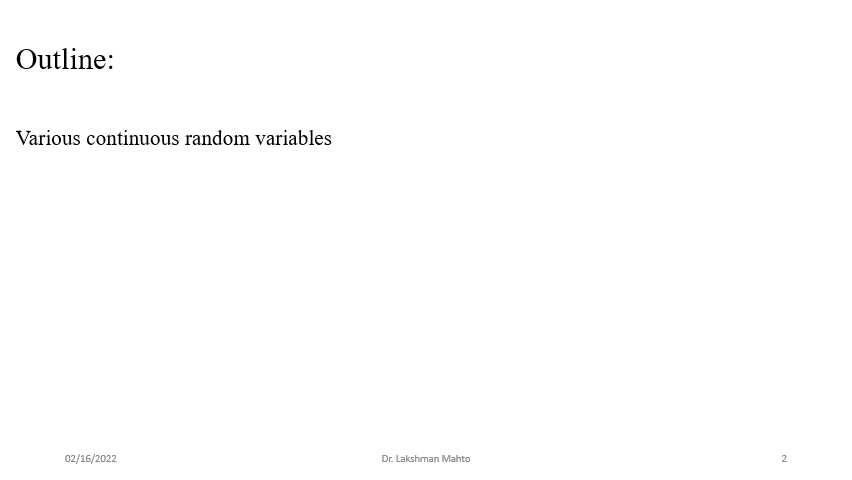 Outline:
Various continuous random variables
02/16/2022
Dr. Lakshman Mahto
2